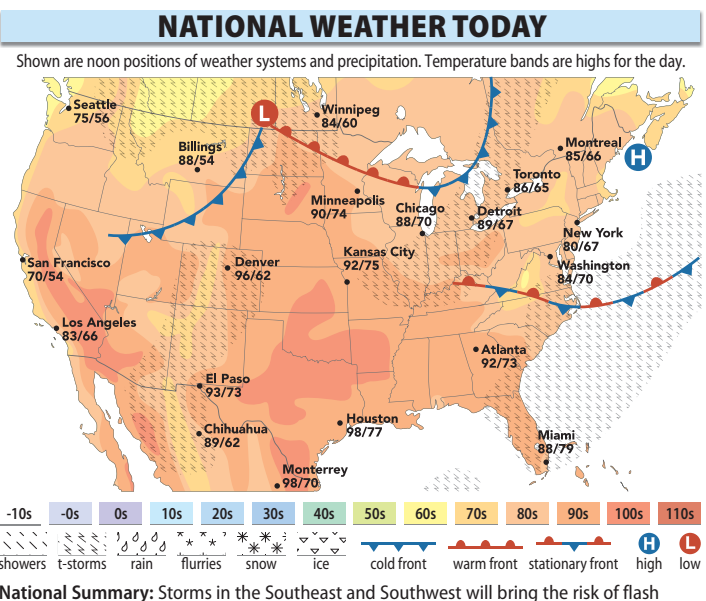 NATIONAL WEATHER TODAY
Shown are noon positions of weather systems and precipitation. Temperature bands are highs for the day.
Seattle
75/56
L
Winnipeg
84/60
Billings
88/54
Montreal
85/66
H
Toronto
86/65
Minneapolis
90/74
Chicago
88/70
Detroit
89/67
New York
80/67
San Francisco
70/54
Denver
96/62
Kansas City
92/75
Washington
84/70
Los Angeles
83/66
Atlanta
92/73
El Paso
93/73
Houston
98/77
Chihuahua
89/62
Miami
88/79
Monterrey
98/70
-10s -0s 0s 10s 20s 30s 40s 50s 60s 70s 80s 90s 100s 110s
H L
showers t-storms rain flurries snow ice cold front warm front stationary front high low
National Summary: Storms in the Southeast and Southwest will bring the risk of flash